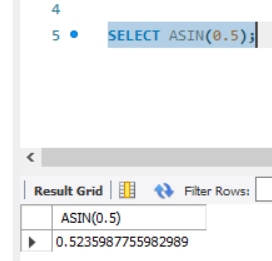 4
5 SELECT ASIN(0.5);
Result Grid Filter Rows:
ASIN(0.5)
0.5235987755982989